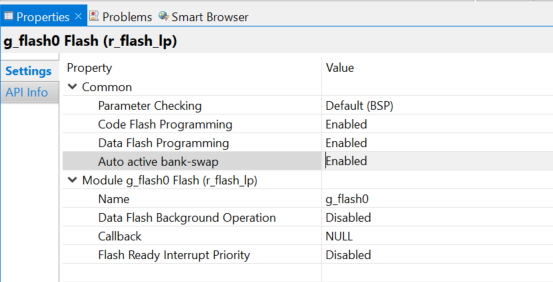 Properties Problems Smart Browser
g_flash0 Flash (r_flash_lp)
Settings
API Info
Property Value
Common
Parameter Checking Default (BSP)
Code Flash Programming Enabled
Data Flash Programming Enabled
Auto active bank-swap Enabled
Module g_flash0 Flash (r_flash_lp)
Name g_flash0
Data Flash Background Operation Disabled
Callback NULL
Flash Ready Interrupt Priority Disabled